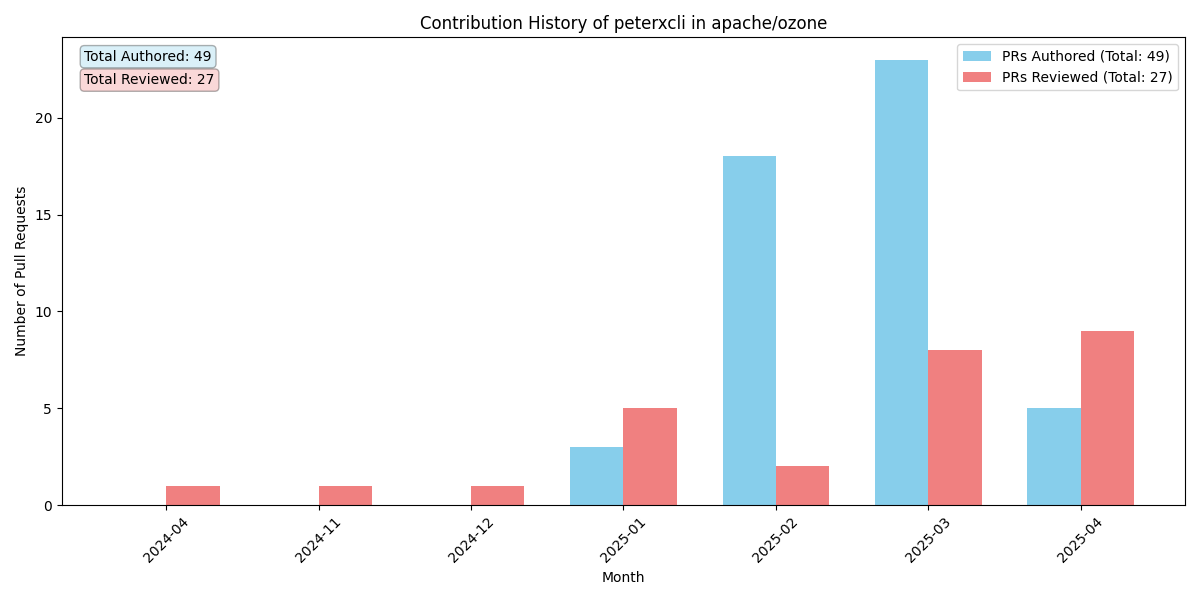 Contribution History of peterxcli in apache/ozone
Total Authored: 49
Total Reviewed: 27
PRs Authored (Total: 49)
PRs Reviewed (Total: 27)
Number of Pull Requests
20
15
10
5
0
2024-04
2024-11
2024-12
2025-01
2025-02
2025-03
2025-04
Month